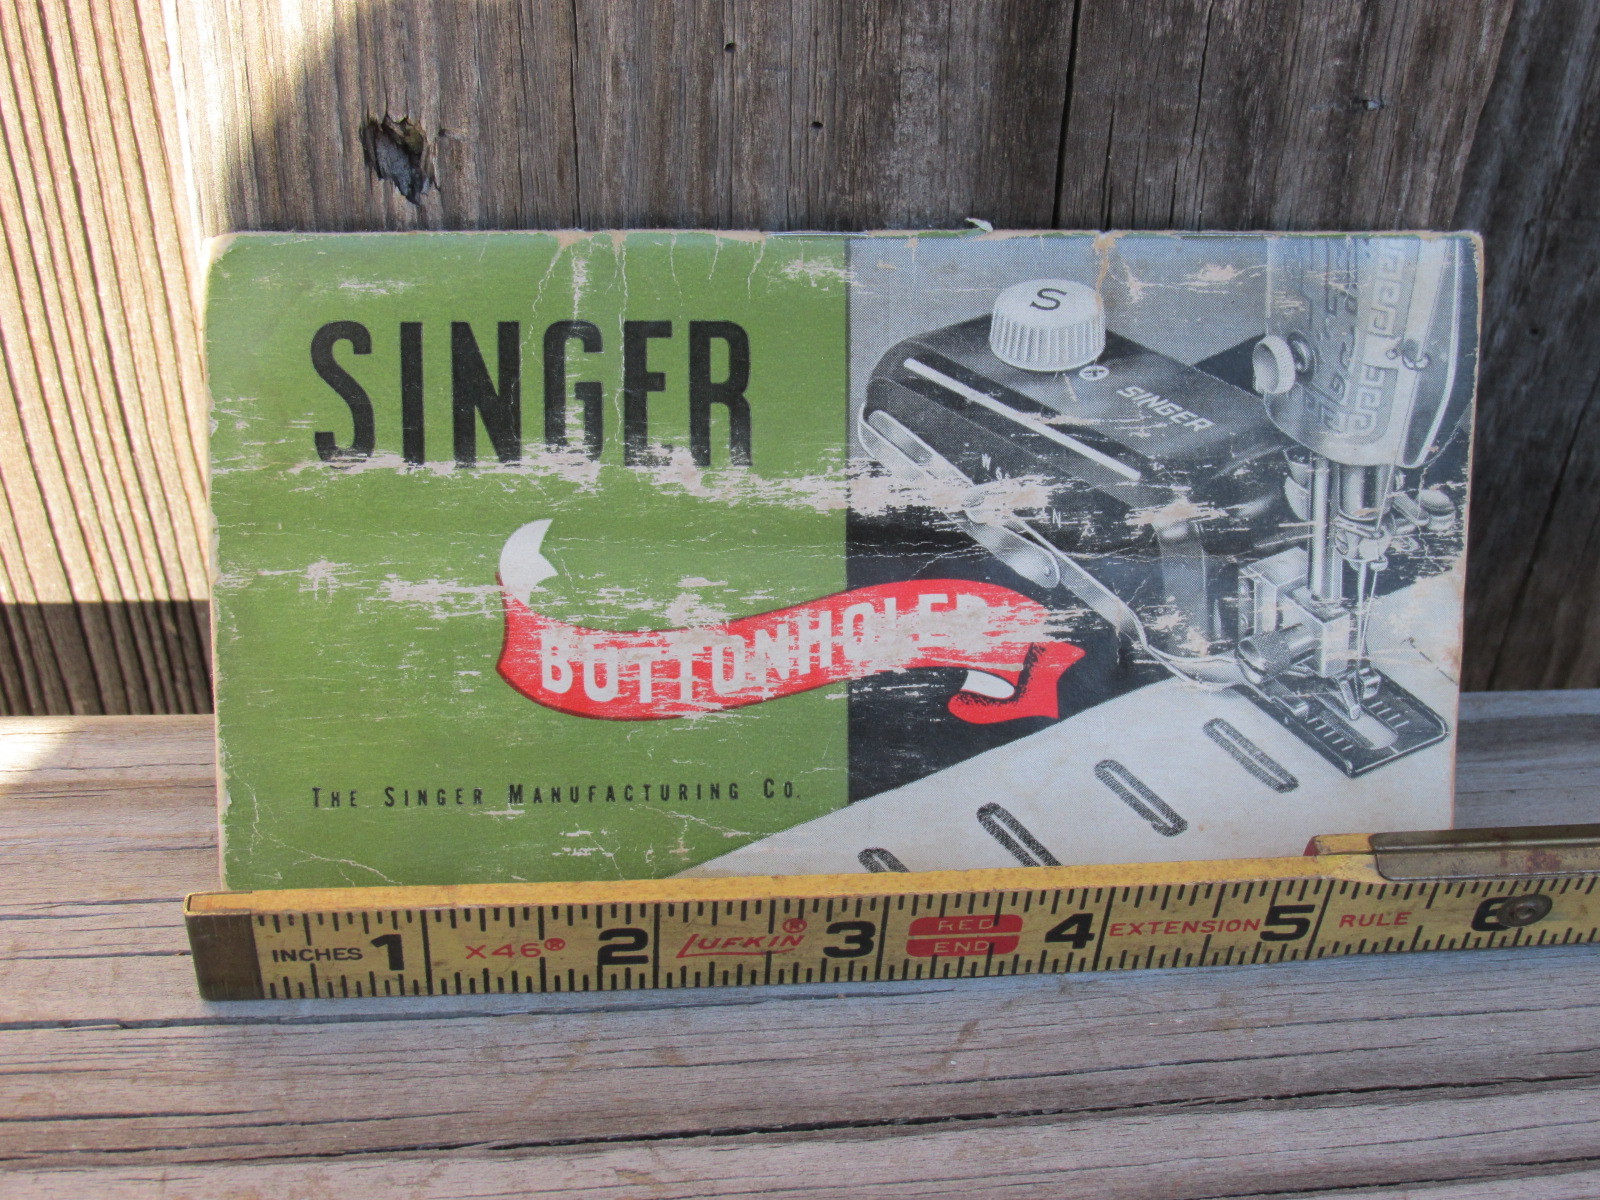 SINGER
S
SINGER
W
N
BUTTONHOLER
THE SINGER MANUFACTURING CO.
INCHES 1 X46® 2 LUFKIN® 3 RED END 4 EXTENSION 5 RULE 6